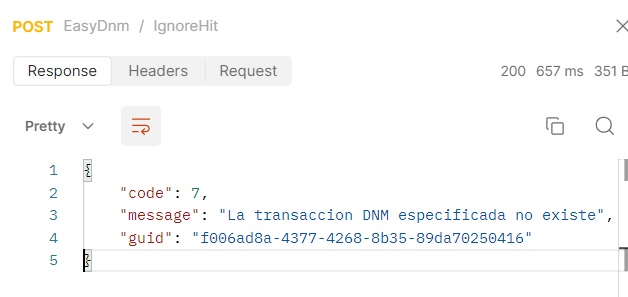 POST EasyDnm / IgnoreHit
Response Headers Request 200 657 ms 351 B
Pretty
1 {
2 "code": 7,
3 "message": "La transaccion DNM especificada no existe",
4 "guid": "f006ad8a-4377-4268-8b35-89da70250416"
5 }